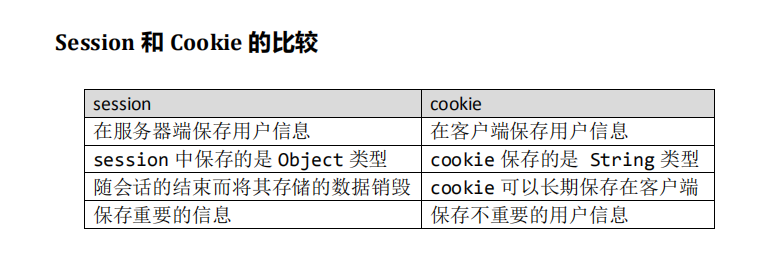 Session 和 Cookie 的比较
session cookie
在服务器端保存用户信息 在客户端保存用户信息
session 中保存的是 Object 类型 cookie 保存的是 String 类型
随会话的结束而将其存储的数据销毁 cookie 可以长期保存在客户端
保存重要的信息 保存不重要的用户信息